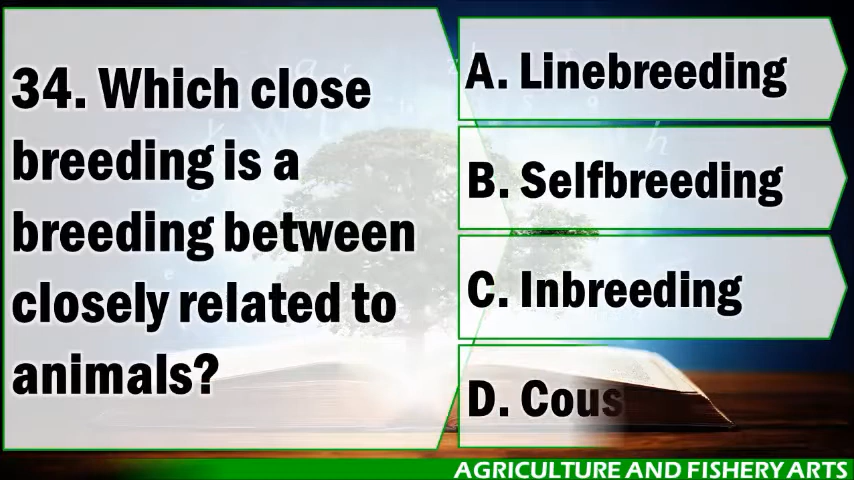 34. Which close
breeding is a
breeding between
closely related to
animals?
A. Linebreeding
B. Selfbreeding
C. Inbreeding
D. Cous
AGRICULTURE AND FISHERY ARTS